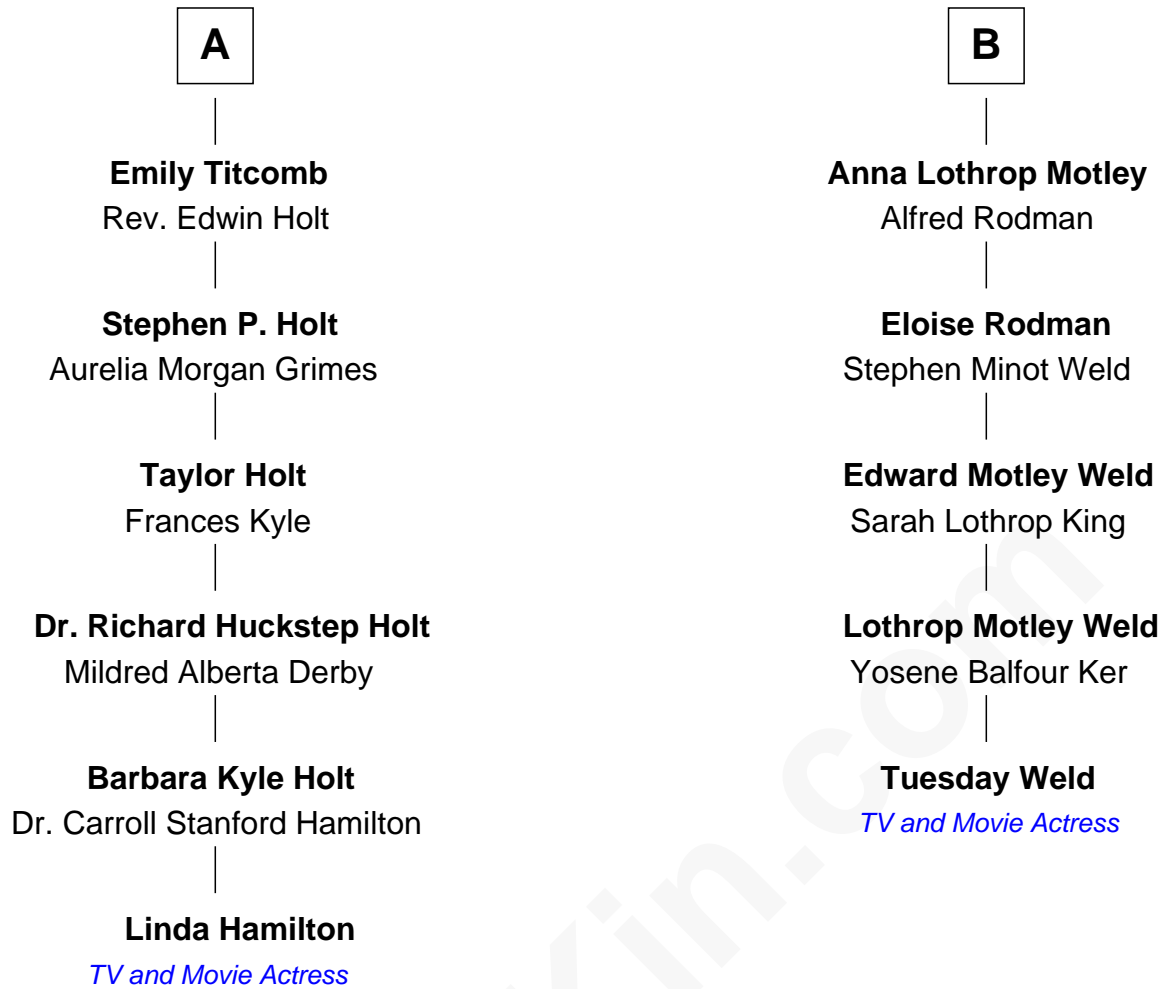 A
Emily Titcomb
Rev. Edwin Holt
Stephen P. Holt
Aurelia Morgan Grimes
Taylor Holt
Frances Kyle
Dr. Richard Huckstep Holt
Mildred Alberta Derby
Barbara Kyle Holt
Dr. Carroll Stanford Hamilton
Linda Hamilton
TV and Movie Actress
B
Anna Lothrop Motley
Alfred Rodman
Eloise Rodman
Stephen Minot Weld
Edward Motley Weld
Sarah Lothrop King
Lothrop Motley Weld
Yosene Balfour Ker
Tuesday Weld
TV and Movie Actress
Kin.com